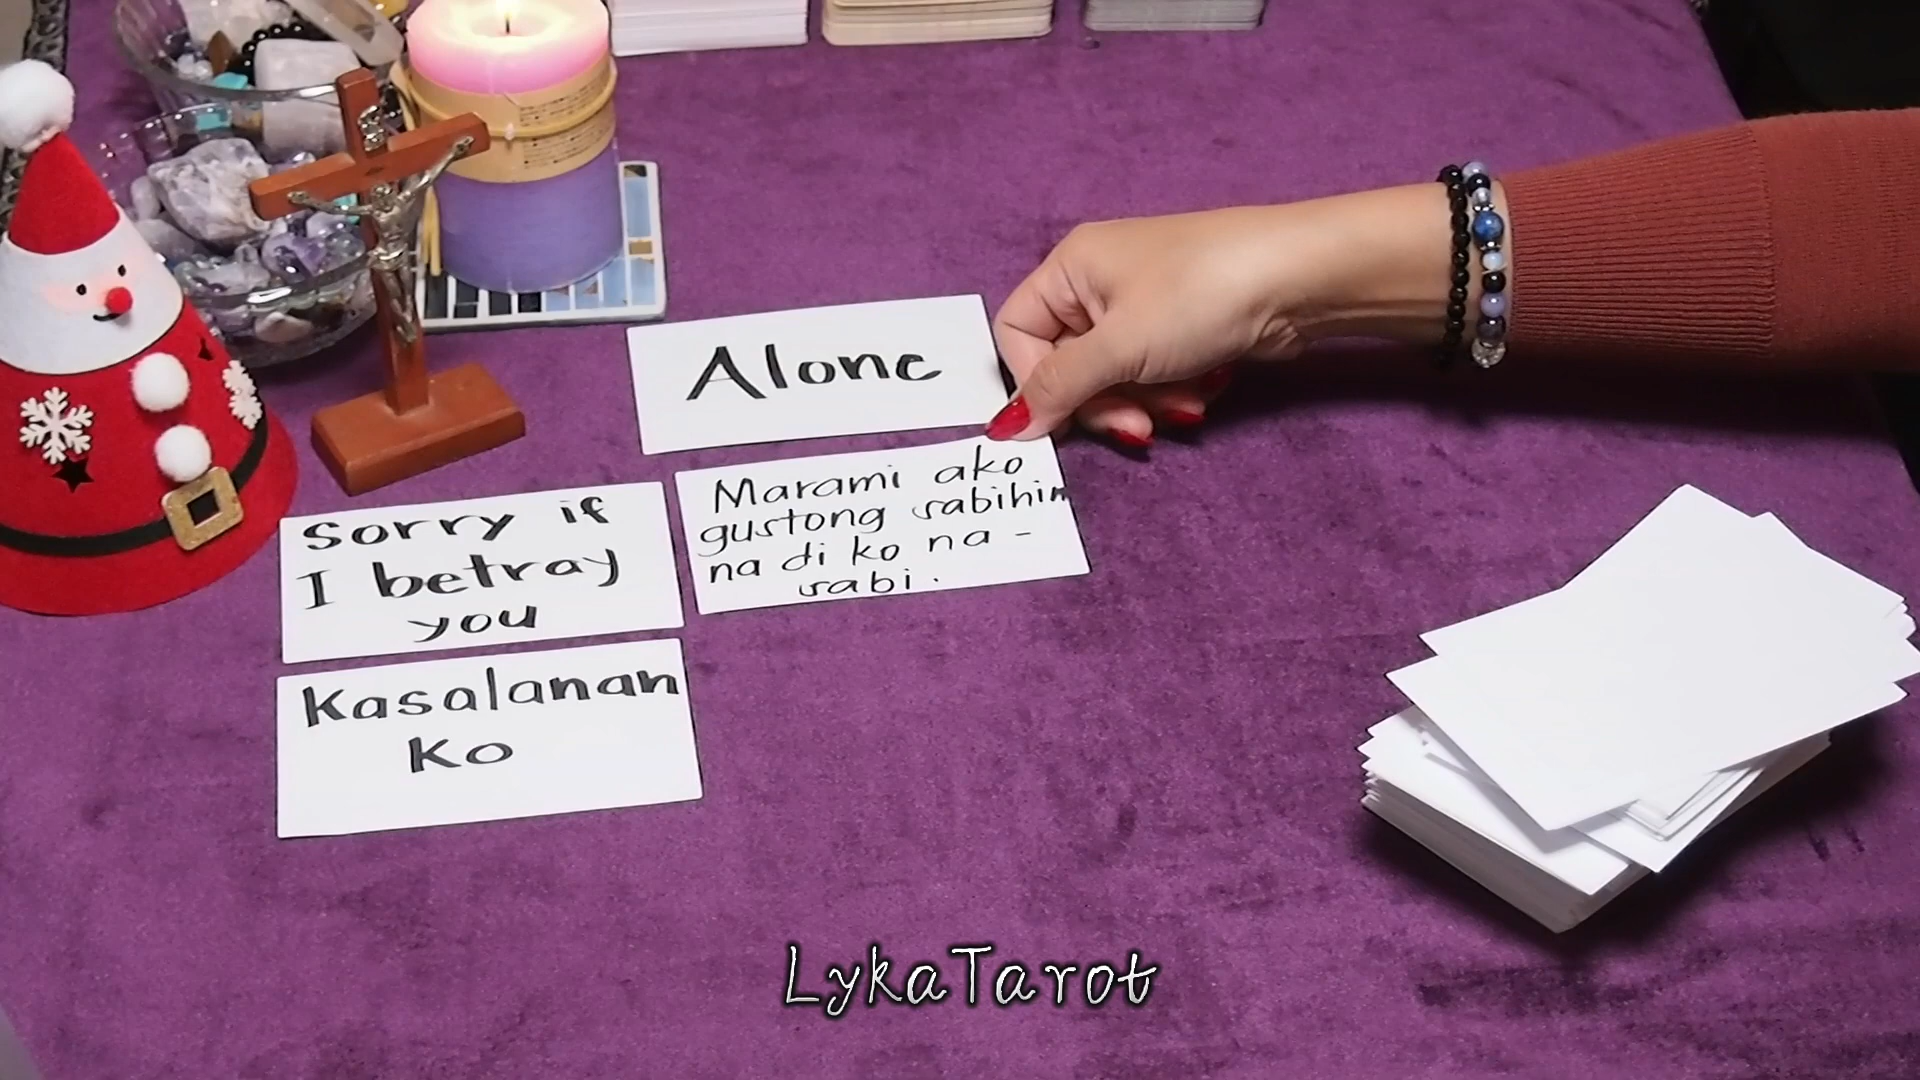 Alone
Marami ako
gustong sabihin
na di ko na -
sabi.
Sorry if
I betray
you
Kasalanan
Ko
LykaTarot